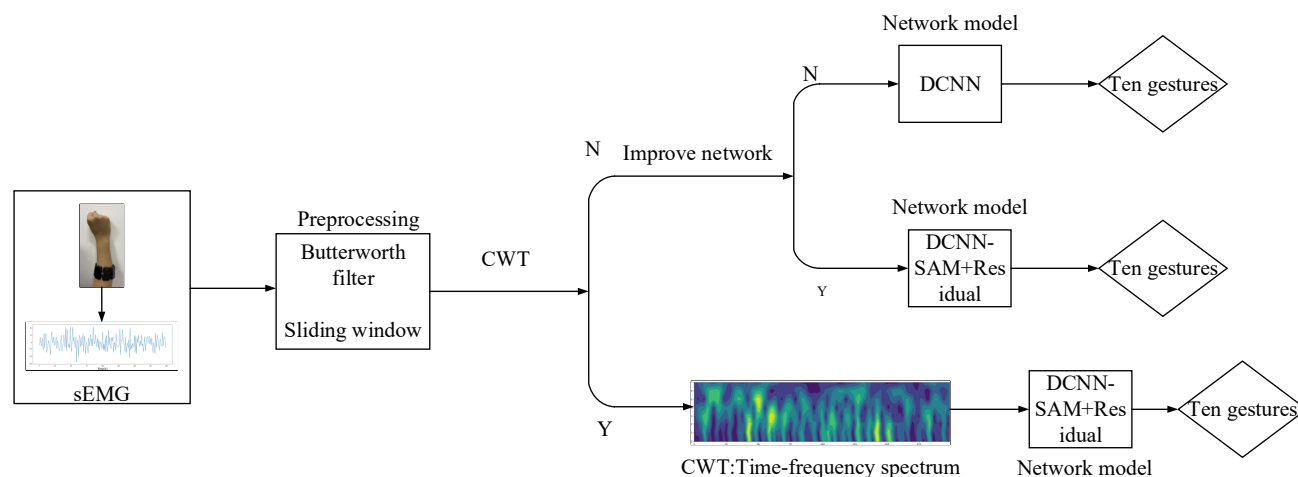 Network model
N
DCNN
Ten gestures
N
Improve network
Network model
DCNN-
SAM+Res
idual
Ten gestures
Y
Preprocessing
Butterworth
filter
Sliding window
CWT
sEMG
Y
CWT:Time-frequency spectrum
DCNN-
SAM+Res
idual
Network model
Ten gestures